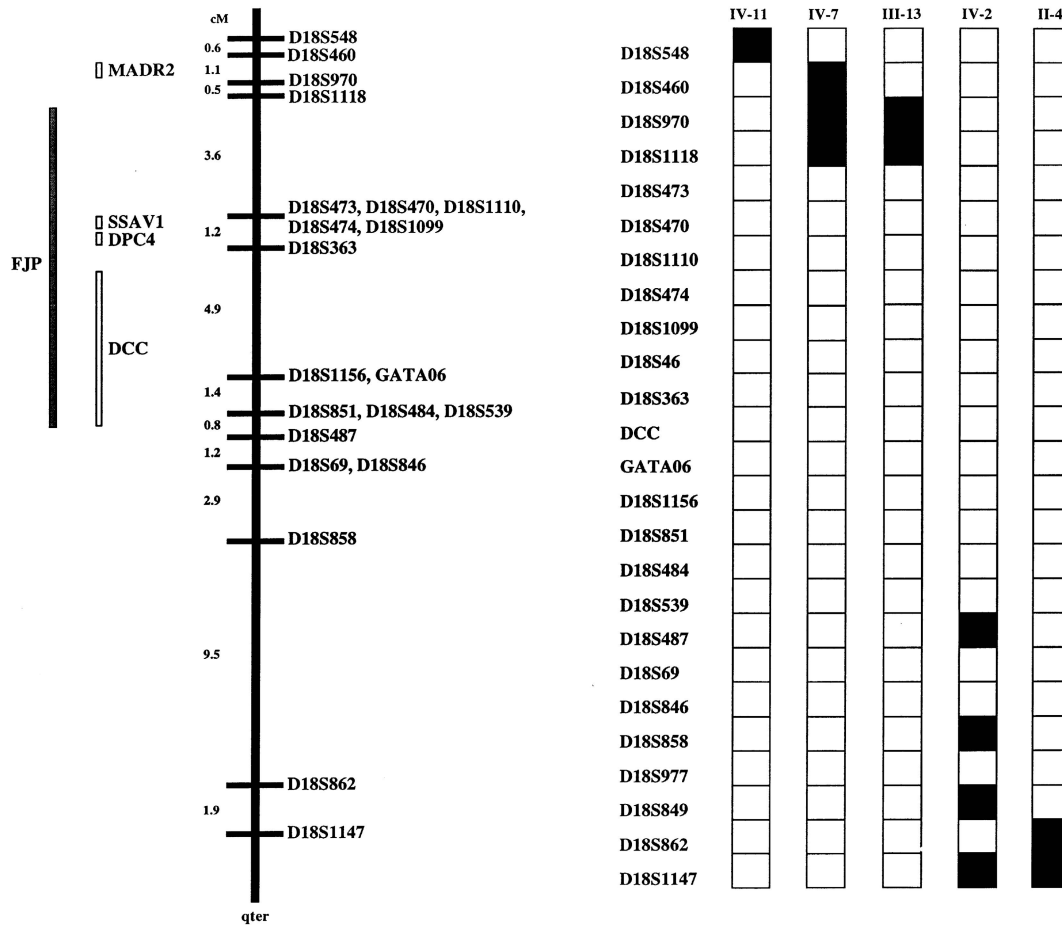 cM
D18S548
0.6
D18S460
MADR2
1.1
D18S970
0.5
D18S1118
3.6
D18S473, D18S470, D18S1110,
SSAV1
D18S474, D18S1099
1.2
DPC4
D18S363
FJP
4.9
DCC
D18S1156, GATA06
1.4
D18S851, D18S484, D18S539
0.8
D18S487
1.2
D18S69, D18S846
2.9
D18S858
9.5
D18S862
1.9
D18S1147
qter
IV-11 IV-7 III-13 IV-2 II-4
D18S548
D18S460
D18S970
D18S1118
D18S473
D18S470
D18S1110
D18S474
D18S1099
D18S46
D18S363
DCC
GATA06
D18S1156
D18S851
D18S484
D18S539
D18S487
D18S69
D18S846
D18S858
D18S977
D18S849
D18S862
D18S1147